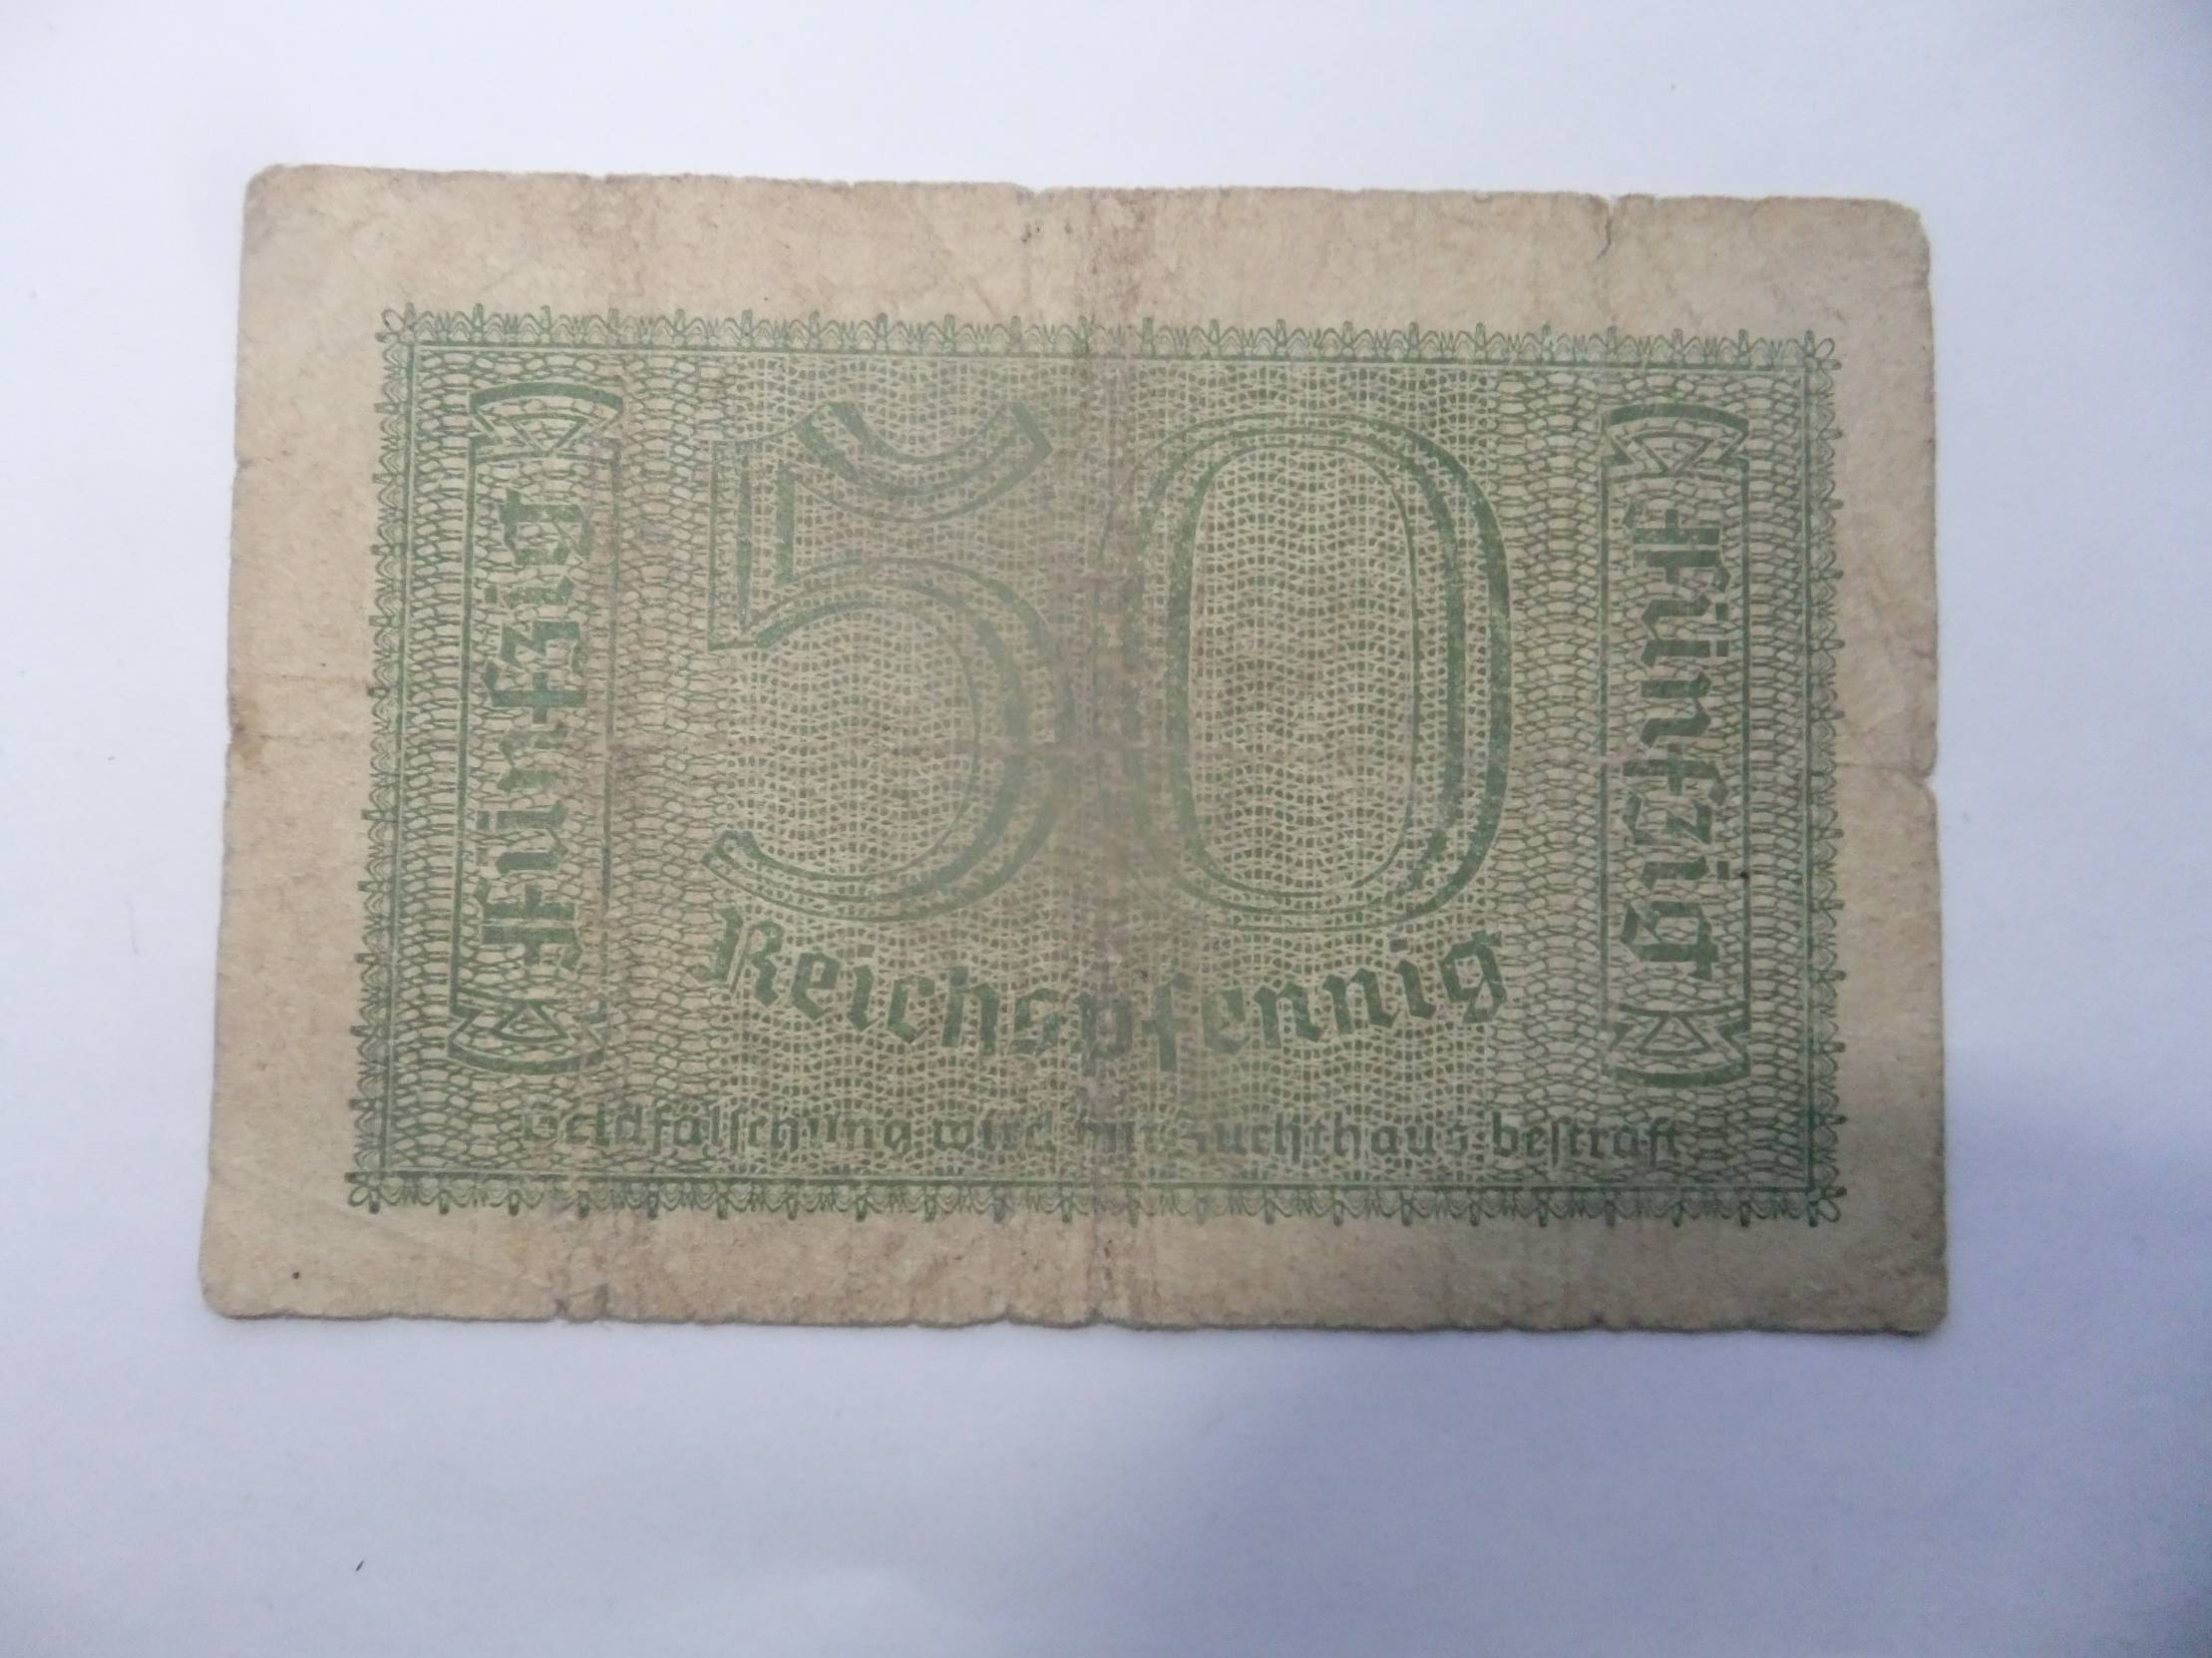 Fünfzig
50
Reichspfennig
Fünfzig
Geldfälschung wird mit Zuchthaus bestraft